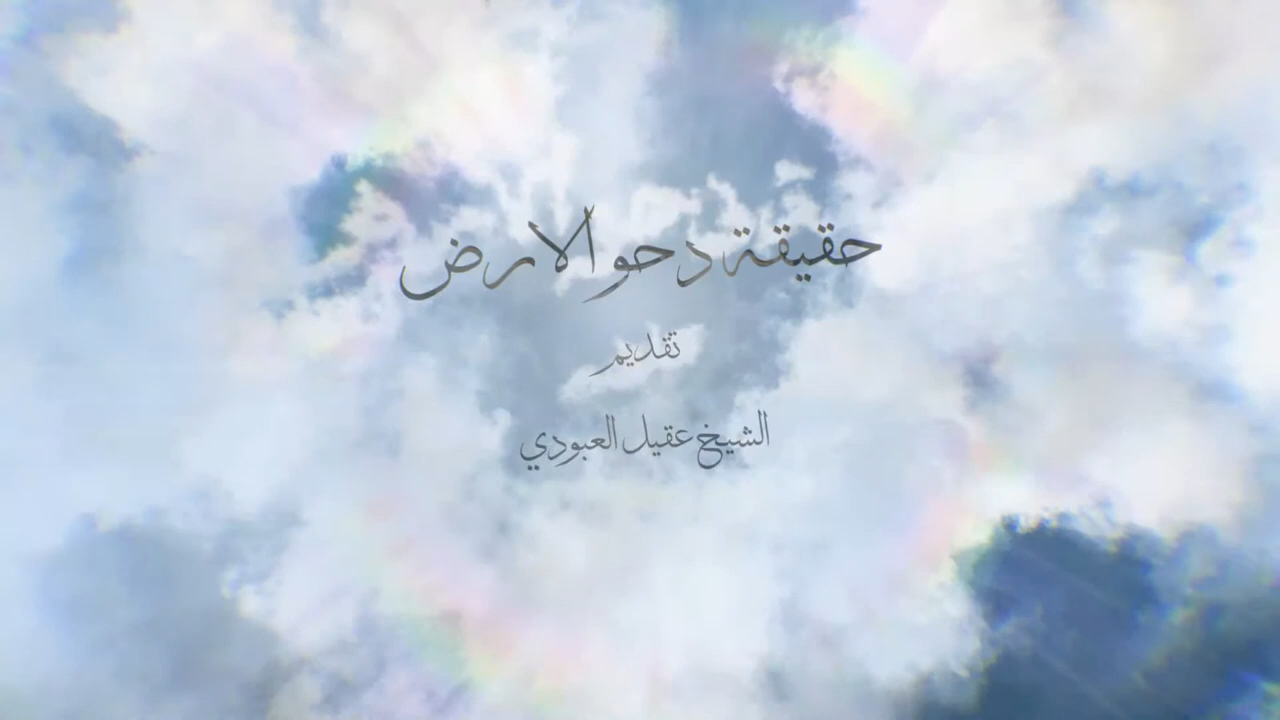 حقيقة دحو الارض
تقديم
الشيخ عقيل العبودي